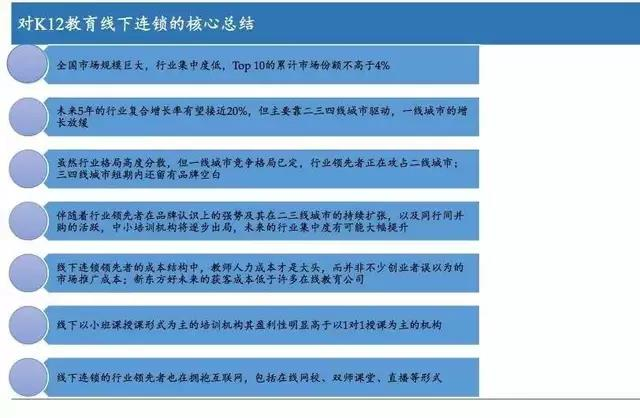 对K12教育线下连锁的核心总结
全国市场规模巨大，行业集中度低，Top 10的累计市场份额不高于4%
未来5年的行业复合增长率有望接近20%，但主要靠二三四线城市驱动，一线城市的增
长放缓
虽然行业格局高度分散，但一线城市竞争格局已定，行业领先者正在攻占二线城市；
三四线城市短期内还留有品牌空白
伴随着行业领先者在品牌认识上的强势及其在二三线城市的持续扩张，以及同行间并
购的活跃，中小培训机构将逐步出局，未来的行业集中度有可能大幅提升
线下连锁领先者的成本结构中，教师人力成本才是大头，而并非不少创业者误以为的
市场推广成本；新东方好未来的获客成本低于许多在线教育公司
线下以小班课授课形式为主的培训机构其盈利性明显高于以1对1授课为主的机构
线下连锁的行业领先者也在拥抱互联网，包括在线网校、双师课堂、直播等形式